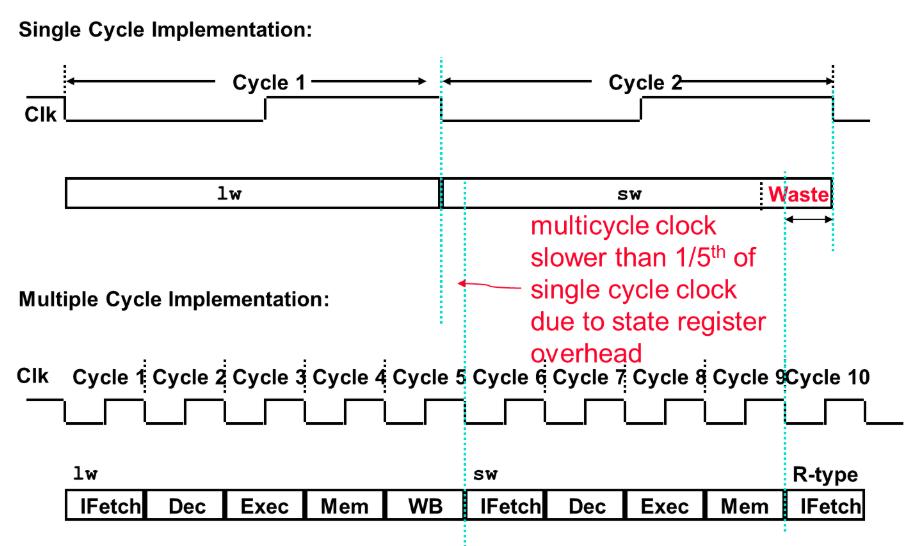 Single Cycle Implementation:
Cycle 1
Cycle 2
Clk
lw
sw
Waste
multicycle clock
slower than 1/5th of
single cycle clock
due to state register
overhead
Multiple Cycle Implementation:
Clk
Cycle 1
Cycle 2
Cycle 3
Cycle 4
Cycle 5
Cycle 6
Cycle 7
Cycle 8
Cycle 9
Cycle 10
lw
sw
R-type
IFetch
Dec
Exec
Mem
WB
IFetch
Dec
Exec
Mem
IFetch